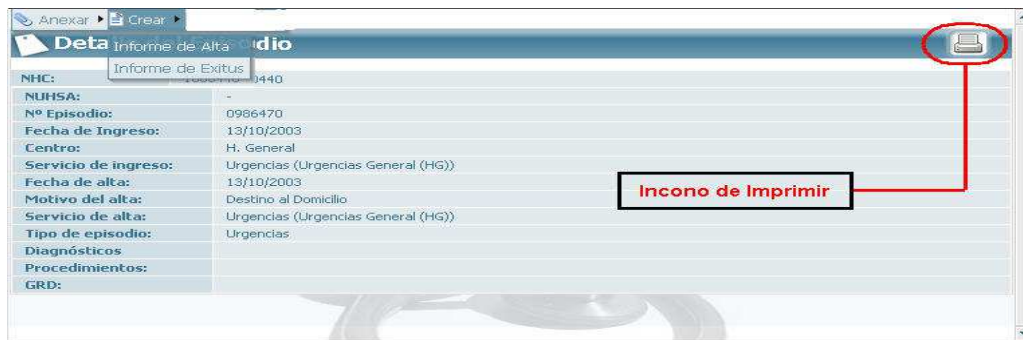 Anexar Crear
Deta dio
Informe de Alta
Informe de Exitus
NHC: 0440
NUHSA: -
Nº Episodio: 0986470
Fecha de Ingreso: 13/10/2003
Centro: H. General
Servicio de ingreso: Urgencias (Urgencias General (HG))
Fecha de alta: 13/10/2003
Motivo del alta: Destino al Domicilio
Servicio de alta: Urgencias (Urgencias General (HG))
Tipo de episodio: Urgencias
Diagnósticos
Procedimientos:
GRD:
Incono de Imprimir